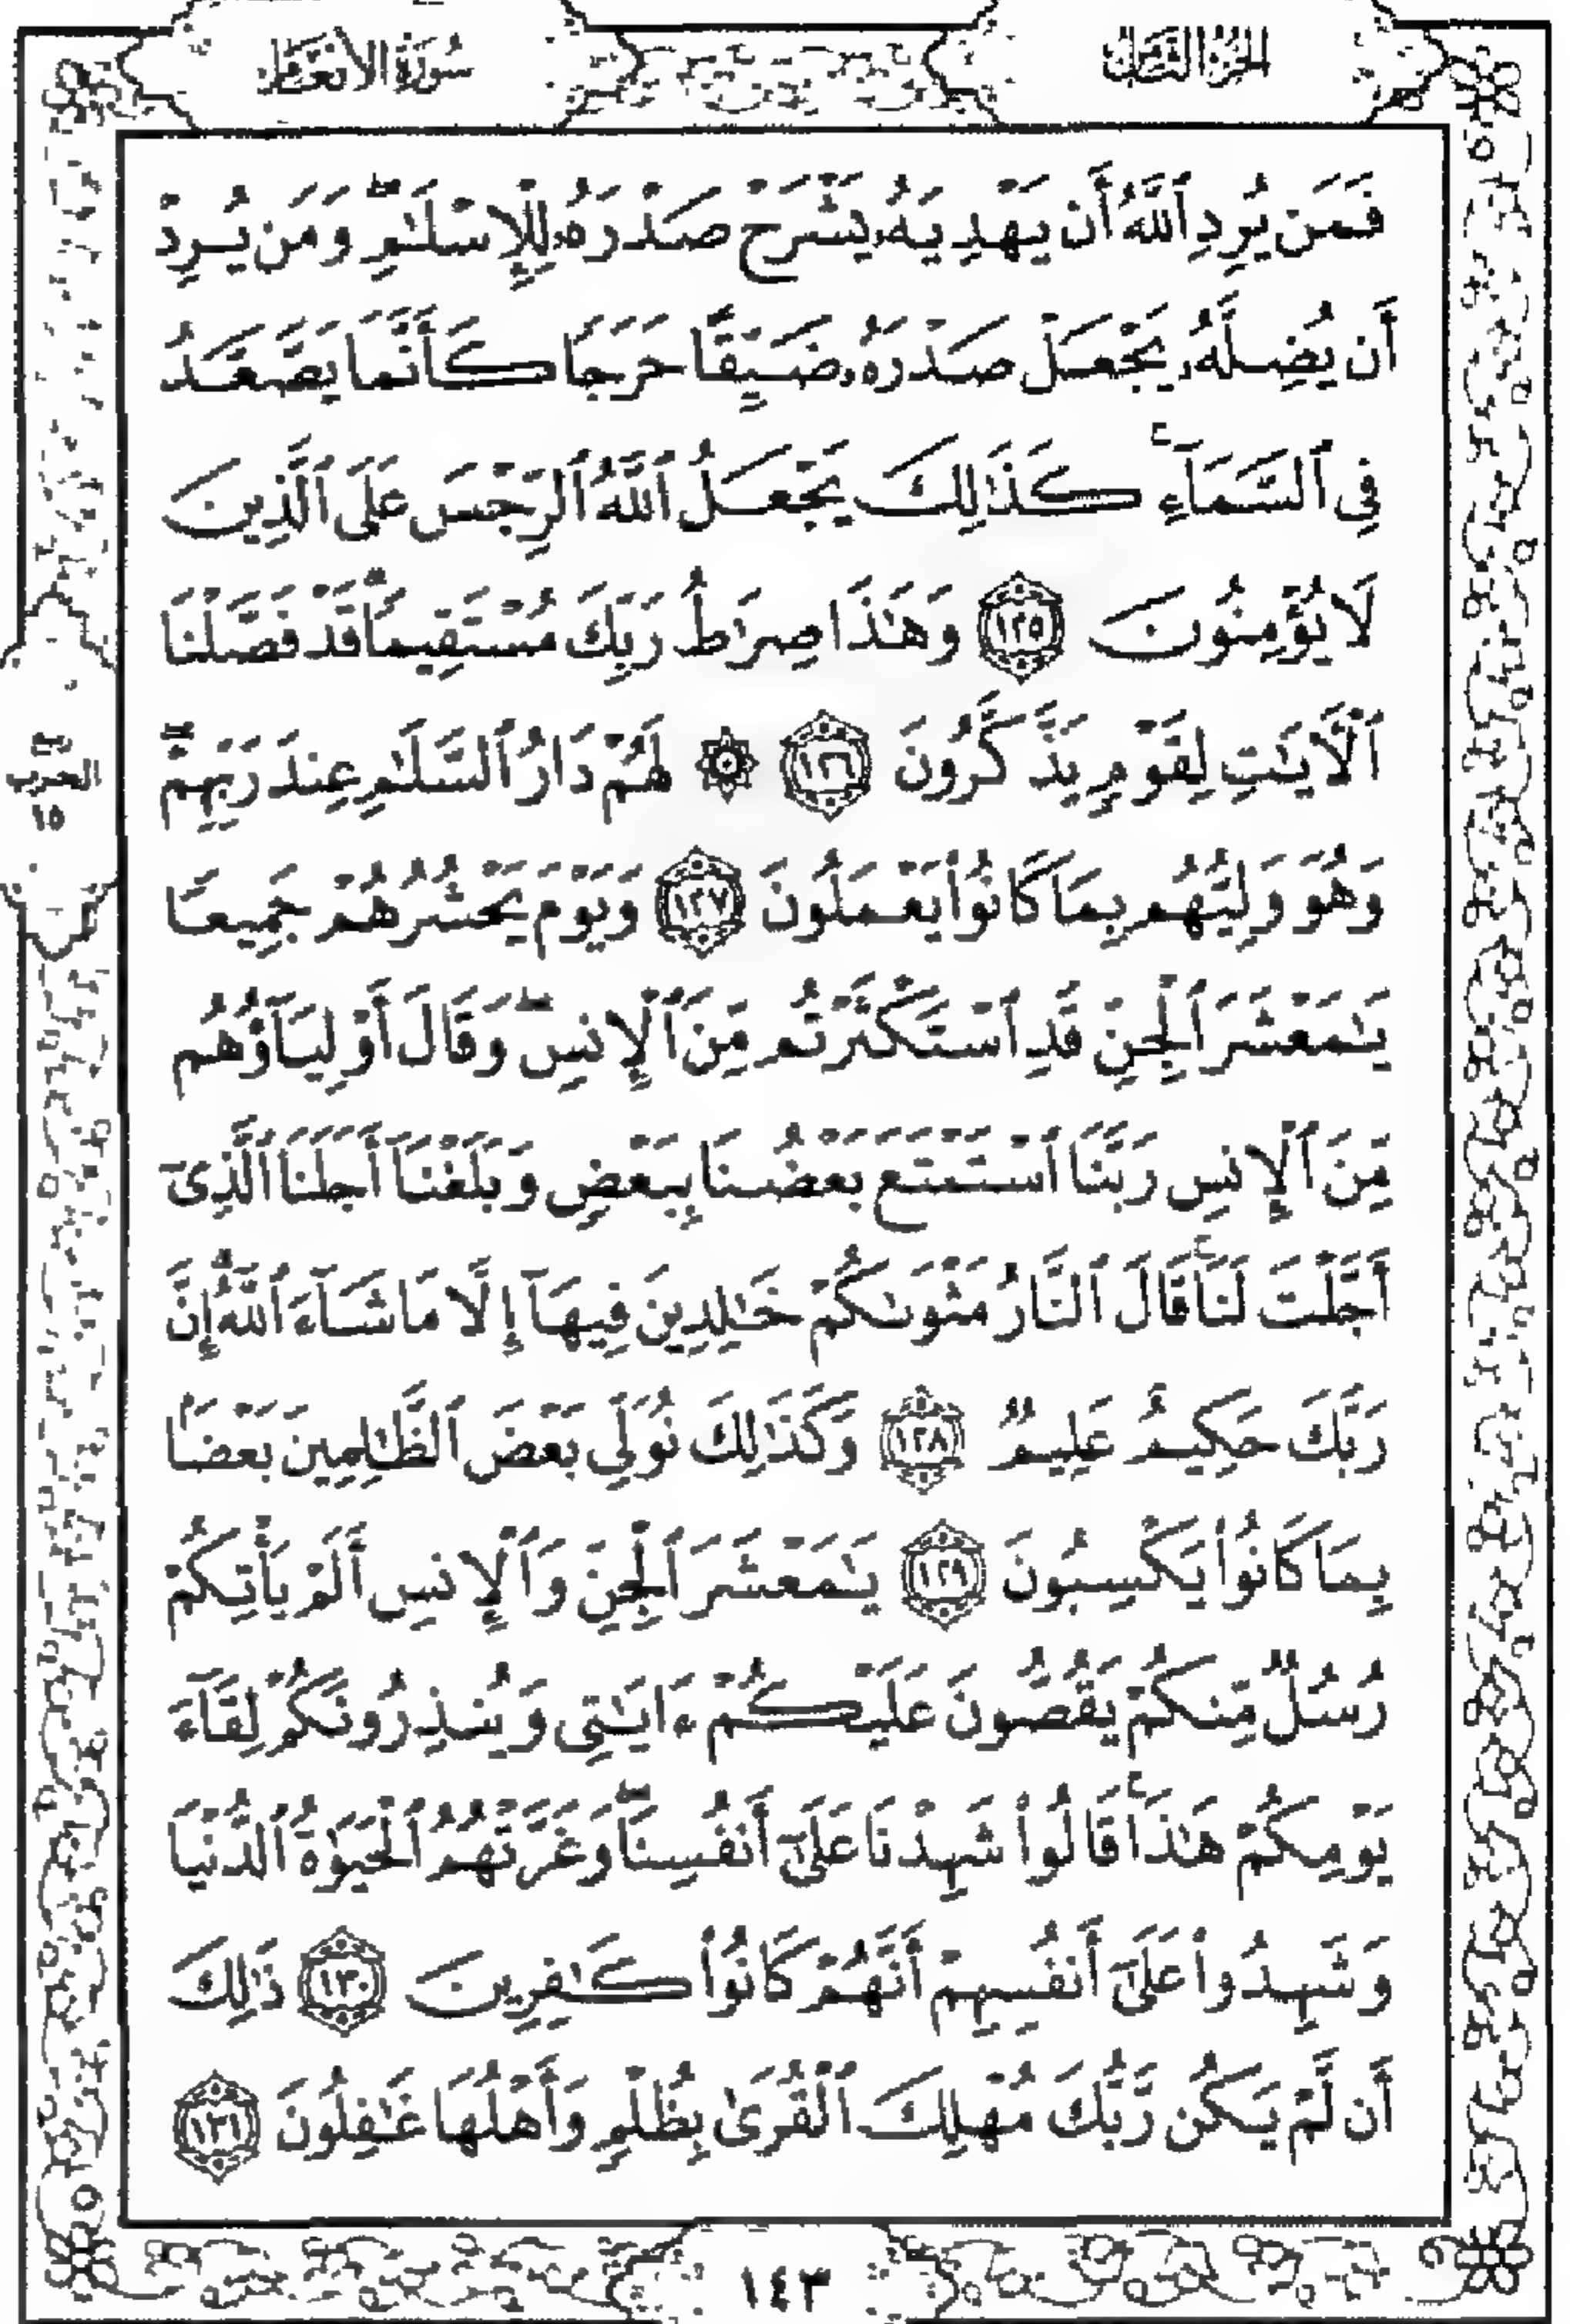 الجزء الثامن
سورة الأنعام
فَمَن يُرِدِ ٱللَّهُ أَن يَهْدِيَهُۥ يَشْرَحْ صَدْرَهُۥ لِلْإِسْلَٰمِ ۖ وَمَن يُرِدْ
أَن يُضِلَّهُۥ يَجْعَلْ صَدْرَهُۥ ضَيِّقًا حَرَجًا كَأَنَّمَا يَصَّعَّدُ
فِى ٱلسَّمَآءِ ۚ كَذَٰلِكَ يَجْعَلُ ٱللَّهُ ٱلرِّجْسَ عَلَى ٱلَّذِينَ
لَا يُؤْمِنُونَ ١٢٥ وَهَٰذَا صِرَٰطُ رَبِّكَ مُسْتَقِيمًا ۗ قَدْ فَصَّلْنَا
ٱلْأَيَٰتِ لِقَوْمٍ يَذَّكَّرُونَ ١٢٦ ۞ لَهُمْ دَارُ ٱلسَّلَٰمِ عِندَ رَبِّهِمْ ۖ
وَهُوَ وَلِيُّهُم بِمَا كَانُوا۟ يَعْمَلُونَ ١٢٧ وَيَوْمَ يَحْشُرُهُمْ جَمِيعًا
يَٰمَعْشَرَ ٱلْجِنِّ قَدِ ٱسْتَكْثَرْتُم مِّنَ ٱلْإِنسِ ۖ وَقَالَ أَوْلِيَآؤُهُم
مِّنَ ٱلْإِنسِ رَبَّنَا ٱسْتَمْتَعَ بَعْضُنَا بِبَعْضٍ وَبَلَغْنَآ أَجَلَنَا ٱلَّذِىٓ
أَجَّلْتَ لَنَا ۚ قَالَ ٱلنَّارُ مَثْوَىٰكُمْ خَٰلِدِينَ فِيهَآ إِلَّا مَا شَآءَ ٱللَّهُ ۗ إِنَّ
رَبَّكَ حَكِيمٌ عَلِيمٌ ١٢٨ وَكَذَٰلِكَ نُوَلِّى بَعْضَ ٱلظَّٰلِمِينَ بَعْضًۢا
بِمَا كَانُوا۟ يَكْسِبُونَ ١٢٩ يَٰمَعْشَرَ ٱلْجِنِّ وَٱلْإِنسِ أَلَمْ يَأْتِكُمْ
رُسُلٌ مِّنكُمْ يَقُصُّونَ عَلَيْكُمْ ءَايَٰتِى وَيُنذِرُونَكُمْ لِقَآءَ
يَوْمِكُمْ هَٰذَا ۚ قَالُوا۟ شَهِدْنَا عَلَىٰٓ أَنفُسِنَا ۖ وَغَرَّتْهُمُ ٱلْحَيَوٰةُ ٱلدُّنْيَا
وَشَهِدُوا۟ عَلَىٰٓ أَنفُسِهِمْ أَنَّهُمْ كَانُوا۟ كَٰفِرِينَ ١٣٠ ذَٰلِكَ
أَن لَّمْ يَكُن رَّبُّكَ مُهْلِكَ ٱلْقُرَىٰ بِظُلْمٍ وَأَهْلُهَا غَٰفِلُونَ ١٣١
الحزب
١٥
١٤٣